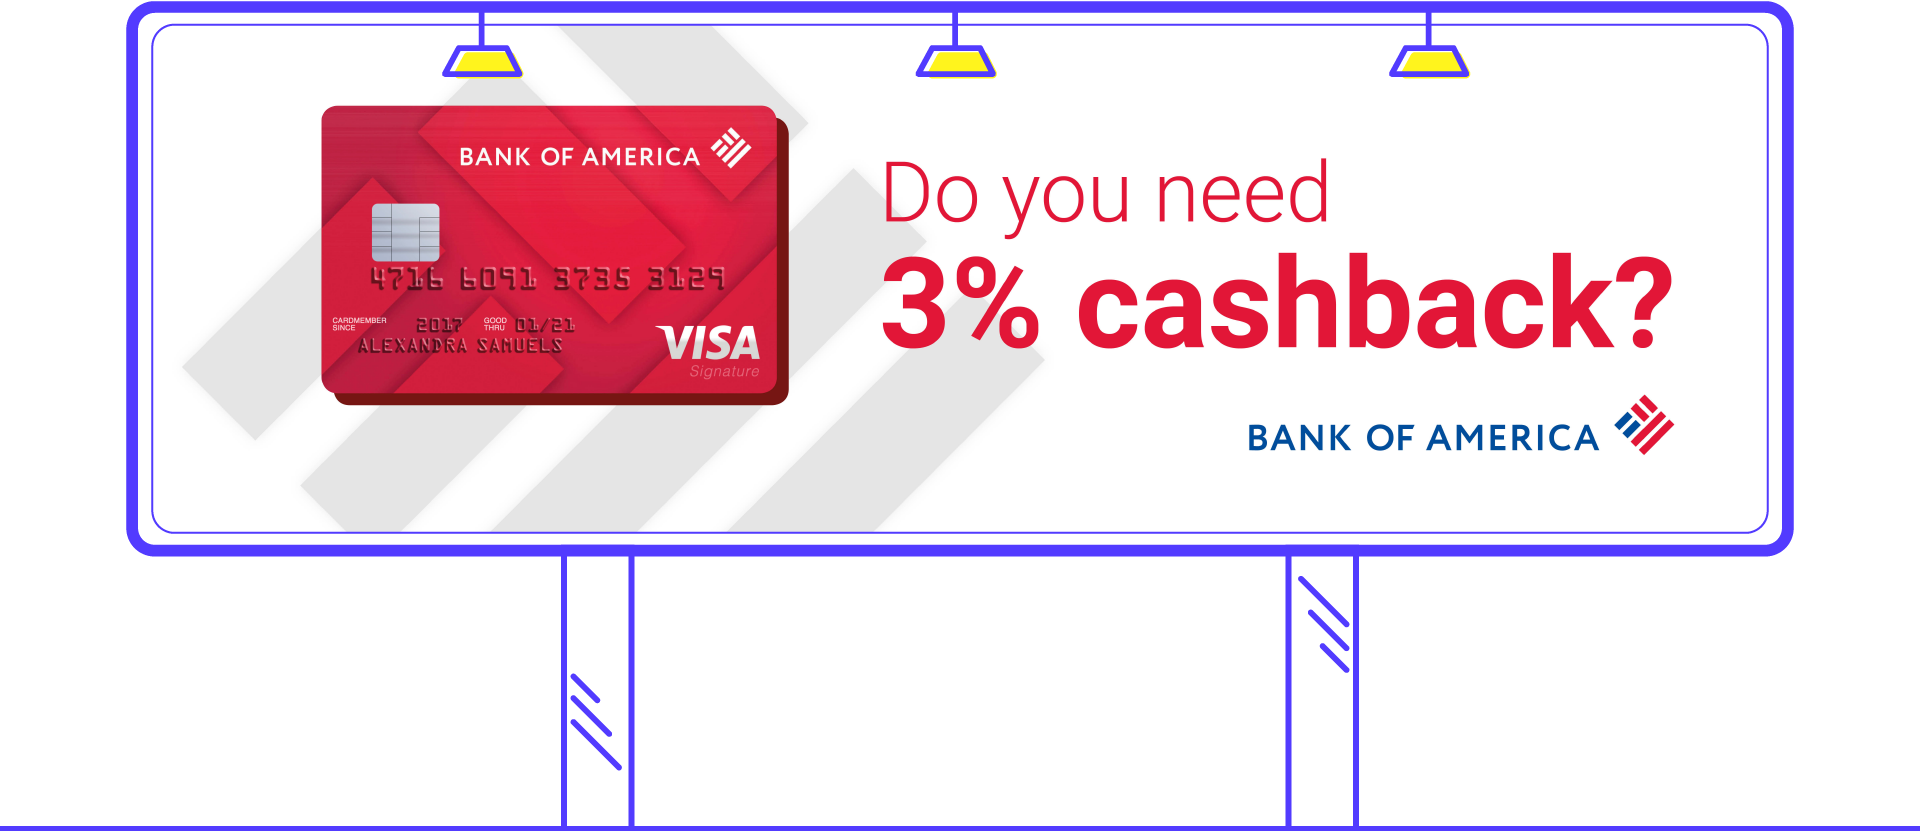 BANK OF AMERICA
4716 6091 3735 3129
CARDMEMBER SINCE 2017 GOOD THRU 01/21
ALEXANDRA SAMUELS
VISA
Signature
Do you need
3% cashback?
BANK OF AMERICA